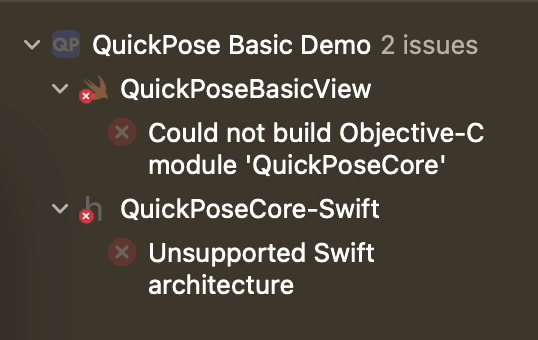 QP QuickPose Basic Demo 2 issues
QuickPoseBasicView
Could not build Objective-C
module 'QuickPoseCore'
h QuickPoseCore-Swift
Unsupported Swift
architecture